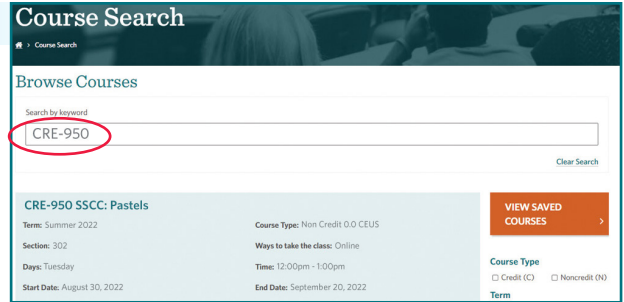 Course Search
> Course Search
Browse Courses
Search by keyword
CRE-950
Clear Search
CRE-950 SSCC: Pastels
Term: Summer 2022
Course Type: Non Credit 0.0 CEUS
Section: 302
Ways to take the class: Online
Days: Tuesday
Time: 12:00pm - 1:00pm
Start Date: August 30, 2022
End Date: September 20, 2022
VIEW SAVED
COURSES >
Course Type
Credit (C) Noncredit (N)
Term